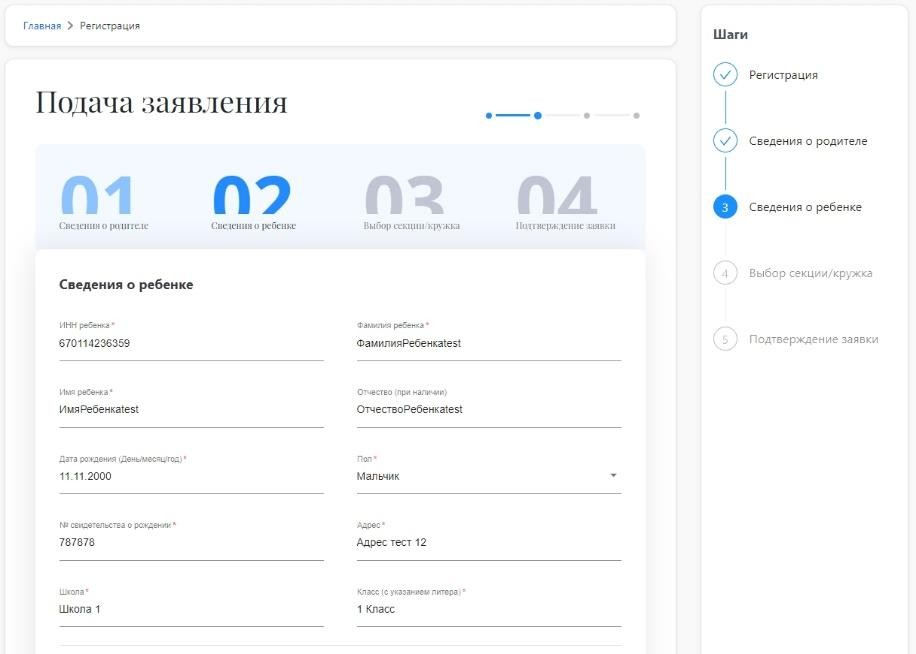 Главная > Регистрация
Подача заявления
01 02 03 04
Сведения о родителе Сведения о ребенке Выбор секции/кружка Подтверждение заявки
Сведения о ребенке
ИНН ребенка * Фамилия ребенка *
670114236359 ФамилияРебенкаtest
Имя ребенка * Отчество (при наличии)
ИмяРебенкаtest ОтчествоРебенкаtest
Дата рождения (День/месяц/год) * Пол *
11.11.2000 Мальчик
№ свидетельства о рождении * Адрес *
787878 Адрес тест 12
Школа * Класс (с указанием литера) *
Школа 1 1 Класс
Шаги
Регистрация
Сведения о родителе
3 Сведения о ребенке
4 Выбор секции/кружка
5 Подтверждение заявки